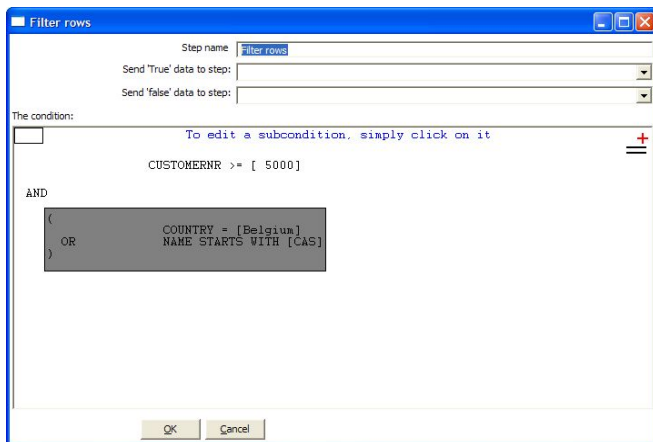 Filter rows
Step name Filter rows
Send 'True' data to step:
Send 'false' data to step:
The condition:
To edit a subcondition, simply click on it
+
CUSTOMERNR >= [ 5000]
AND
(
COUNTRY = [Belgium]
OR NAME STARTS WITH [CAS]
)
OK Cancel